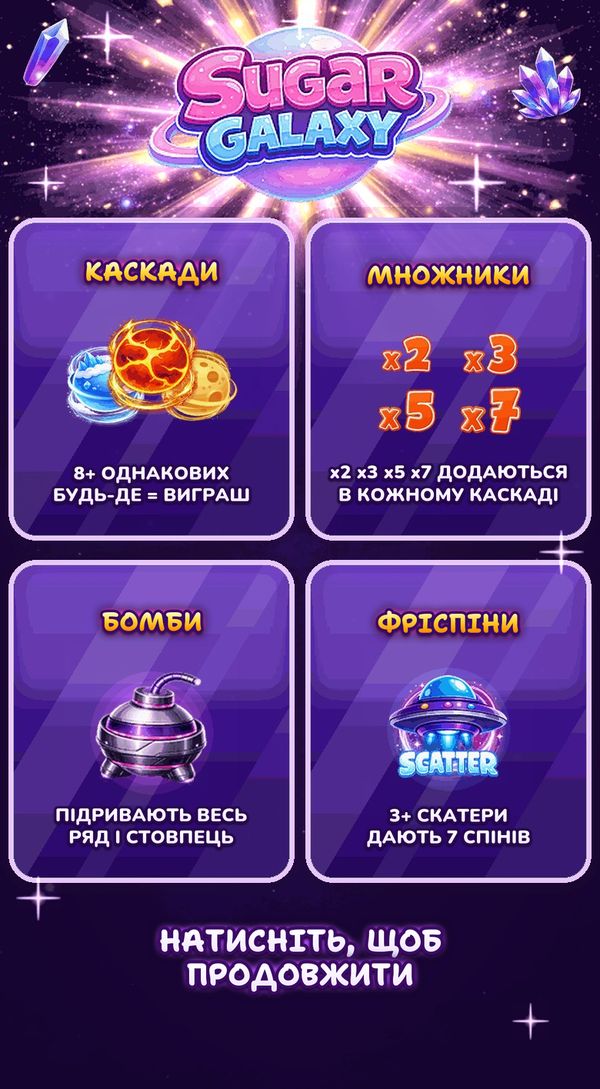 SUGAR
GALAXY
КАСКАДИ
8+ ОДНАКОВИХ
БУДЬ-ДЕ = ВИГРАШ
МНОЖНИКИ
x2 x3
x5 x7
x2 x3 x5 x7 ДОДАЮТЬСЯ
В КОЖНОМУ КАСКАДІ
БОМБИ
ПІДРИВАЮТЬ ВЕСЬ
РЯД І СТОВПЕЦЬ
ФРІСПІНИ
SCATTER
3+ СКАТЕРИ
ДАЮТЬ 7 СПІНІВ
НАТИСНІТЬ, ЩОБ
ПРОДОВЖИТИ